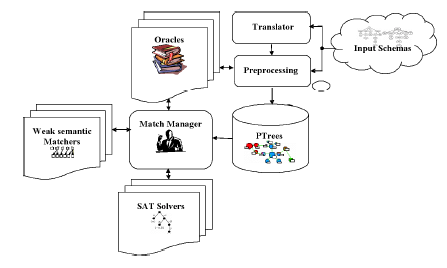 Oracles
Translator
Input Schemas
Preprocessing
Weak semantic
Matchers
Match Manager
PTrees
SAT Solvers